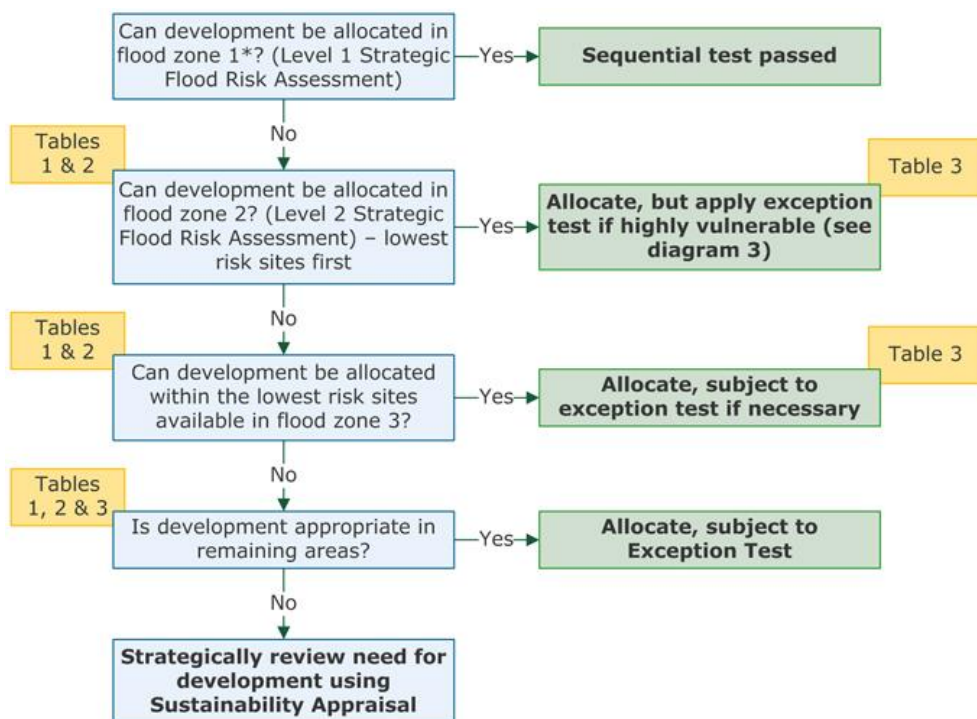 Can development be allocated in
flood zone 1*? (Level 1 Strategic
Flood Risk Assessment)
Yes
Sequential test passed
No
Tables
1 & 2
Table 3
Can development be allocated in
flood zone 2? (Level 2 Strategic
Flood Risk Assessment) – lowest
risk sites first
Yes
Allocate, but apply exception
test if highly vulnerable (see
diagram 3)
No
Tables
1 & 2
Table 3
Can development be allocated
within the lowest risk sites
available in flood zone 3?
Yes
Allocate, subject to
exception test if necessary
No
Tables
1, 2 & 3
Is development appropriate in
remaining areas?
Yes
Allocate, subject to
Exception Test
No
Strategically review need for
development using
Sustainability Appraisal